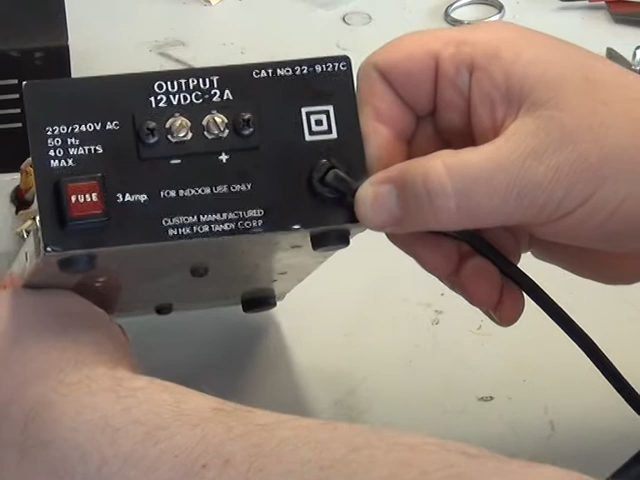 OUTPUT
12VDC-2A
CAT.NO.22-9127C
220/240V AC
50 Hz
40 WATTS
MAX.
- +
FUSE
3 Amp.
FOR INDOOR USE ONLY
CUSTOM MANUFACTURED
IN H.K. FOR TANDY CORP.